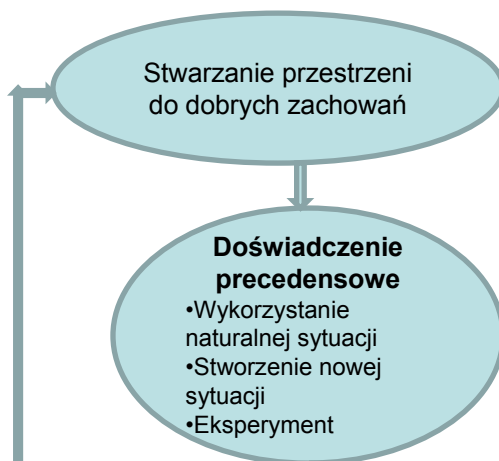 Stwarzanie przestrzeni
do dobrych zachowań
Doświadczenie
precedensowe
•Wykorzystanie
naturalnej sytuacji
•Stworzenie nowej
sytuacji
•Eksperyment